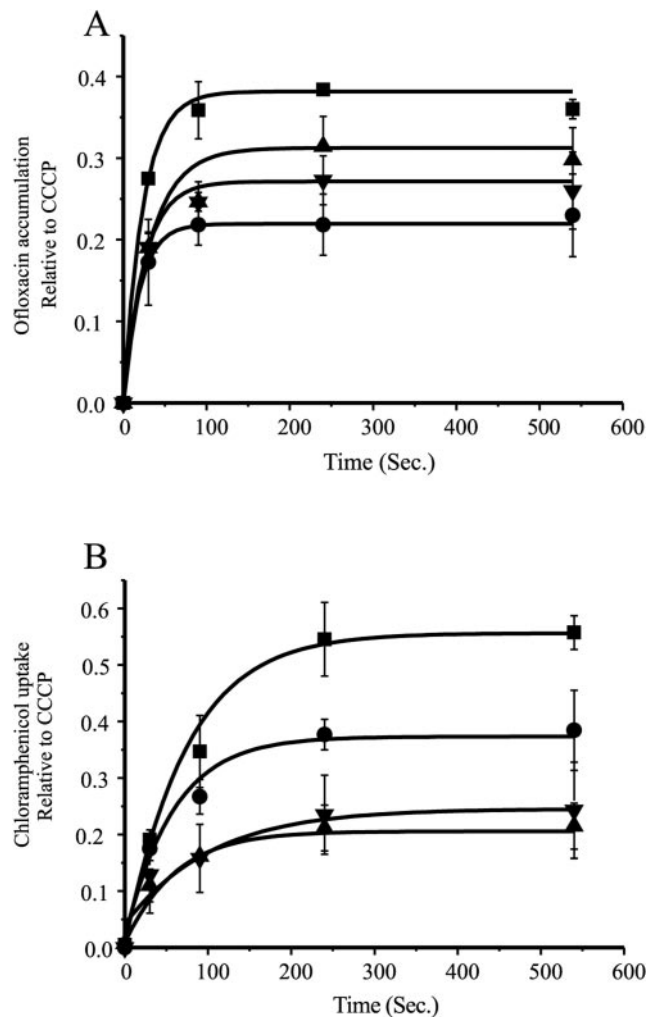 A
Ofloxacin accumulation
Relative to CCCP
0.4
0.3
0.2
0.1
0.0
0 100 200 300 400 500 600
Time (Sec.)
B
Chloramphenicol uptake
Relative to CCCP
0.6
0.5
0.4
0.3
0.2
0.1
0.0
0 100 200 300 400 500 600
Time (Sec.)